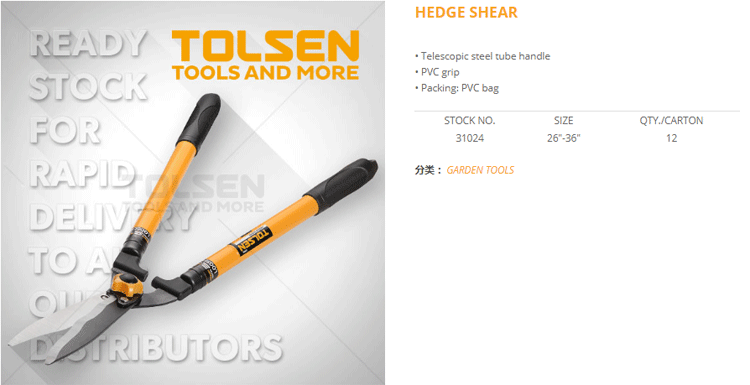 READY
STOCK
FOR
RAPID
DELIVERY
TO A
OU
DISTRIBUTORS
TOLSEN
TOOLS AND MORE
TOLSEN
TOOLS AND MORE
TOLSEN
HEDGE SHEAR
• Telescopic steel tube handle
• PVC grip
• Packing: PVC bag
STOCK NO. SIZE QTY./CARTON
31024 26"-36" 12
分类： GARDEN TOOLS